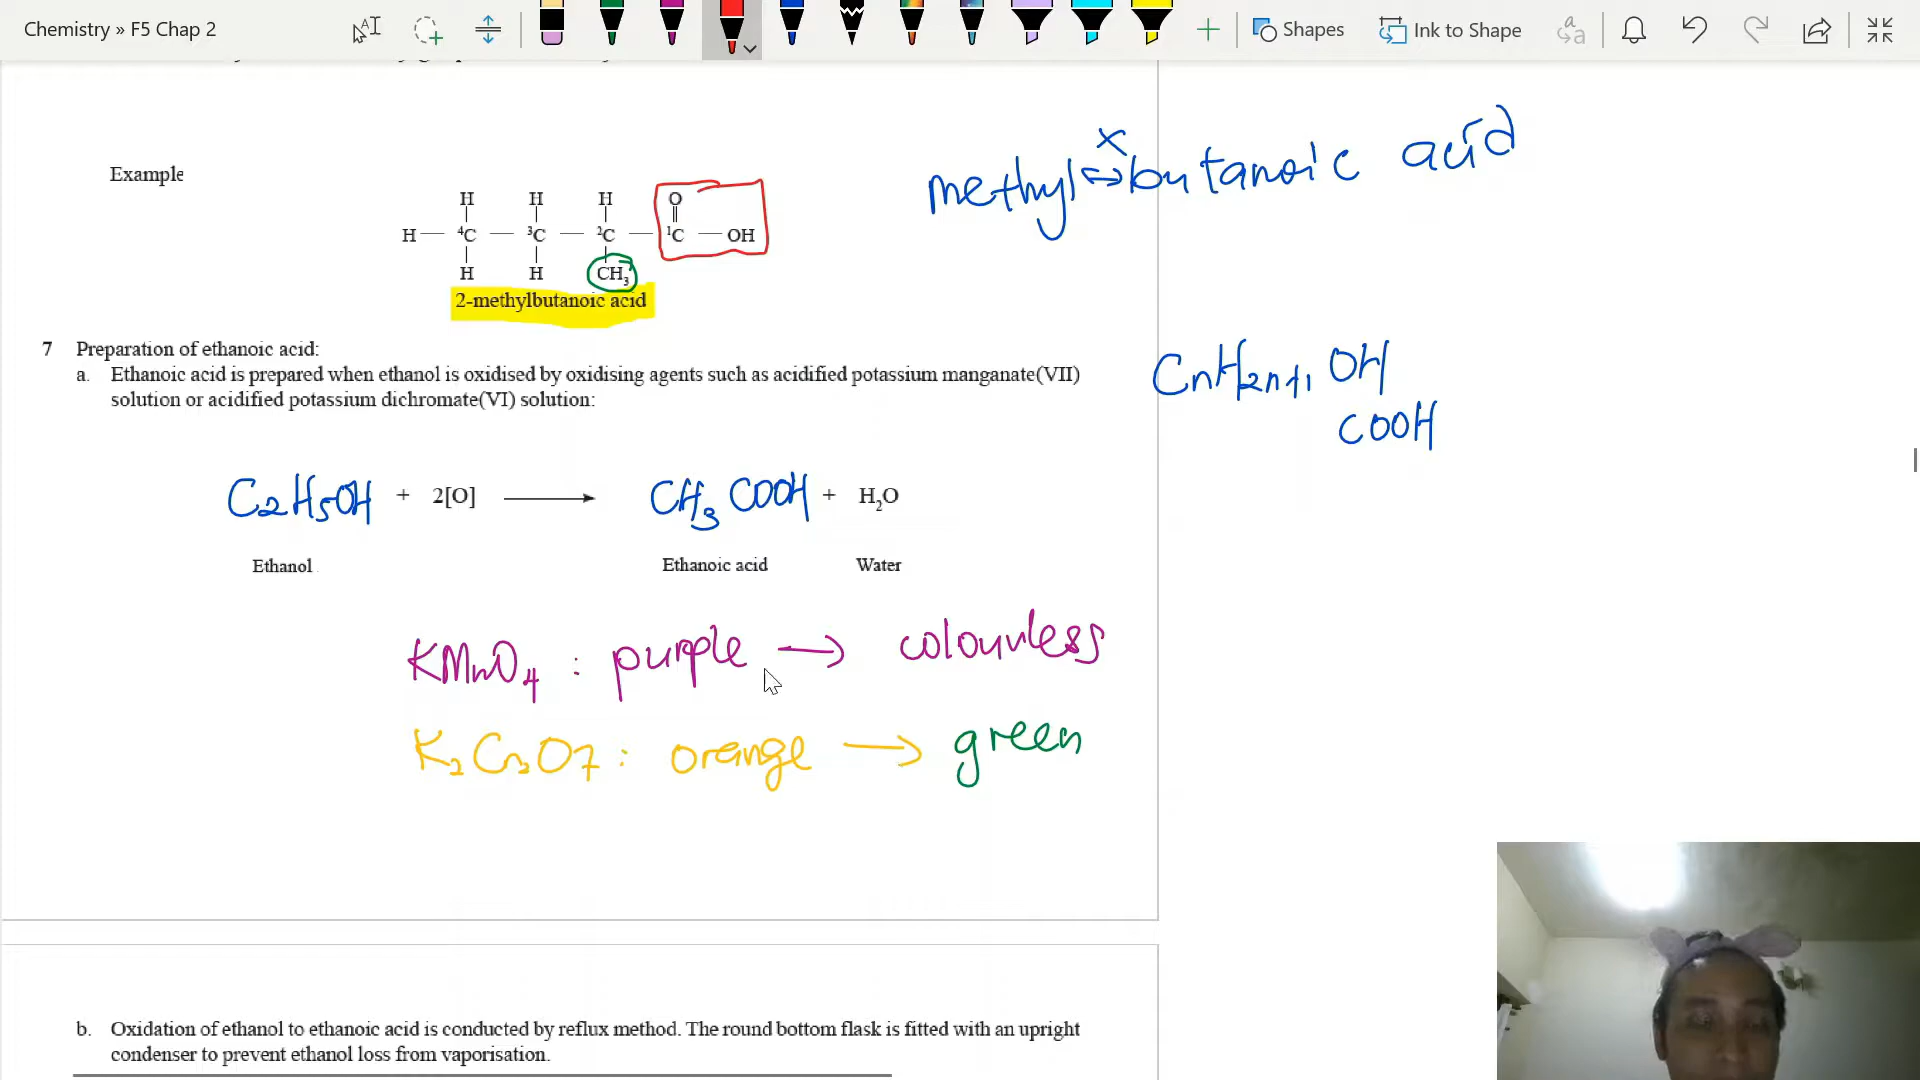 Chemistry » F5 Chap 2
Shapes
Ink to Shape
methyl ↔ butanoic acid
x
Example
H H H O
H — ⁴C — ³C — ²C — ¹C — OH
H H CH₃
2-methylbutanoic acid
7 Preparation of ethanoic acid:
a. Ethanoic acid is prepared when ethanol is oxidised by oxidising agents such as acidified potassium manganate(VII)
solution or acidified potassium dichromate(VI) solution:
CnH2n+1 OH
COOH
C₂H₅OH + 2[O] → CH₃COOH + H₂O
Ethanol Ethanoic acid Water
KMnO₄ : purple → colourless
K₂Cr₂O7 : orange → green
b. Oxidation of ethanol to ethanoic acid is conducted by reflux method. The round bottom flask is fitted with an upright
condenser to prevent ethanol loss from vaporisation.